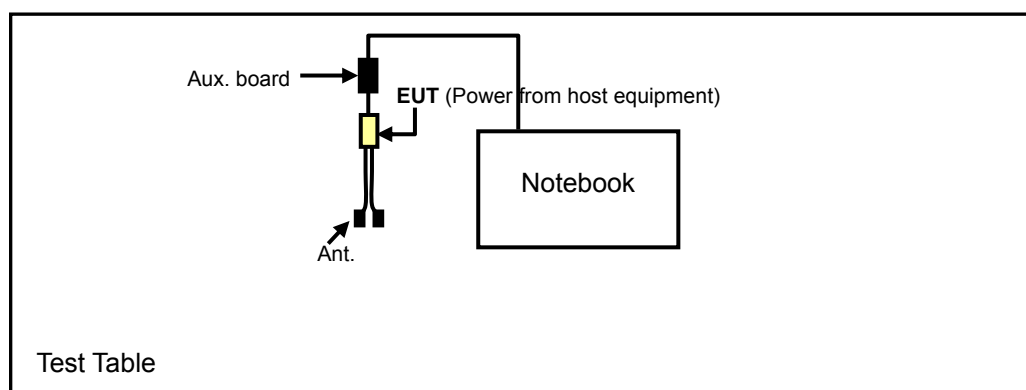 Aux. board
EUT (Power from host equipment)
Notebook
Ant.
Test Table